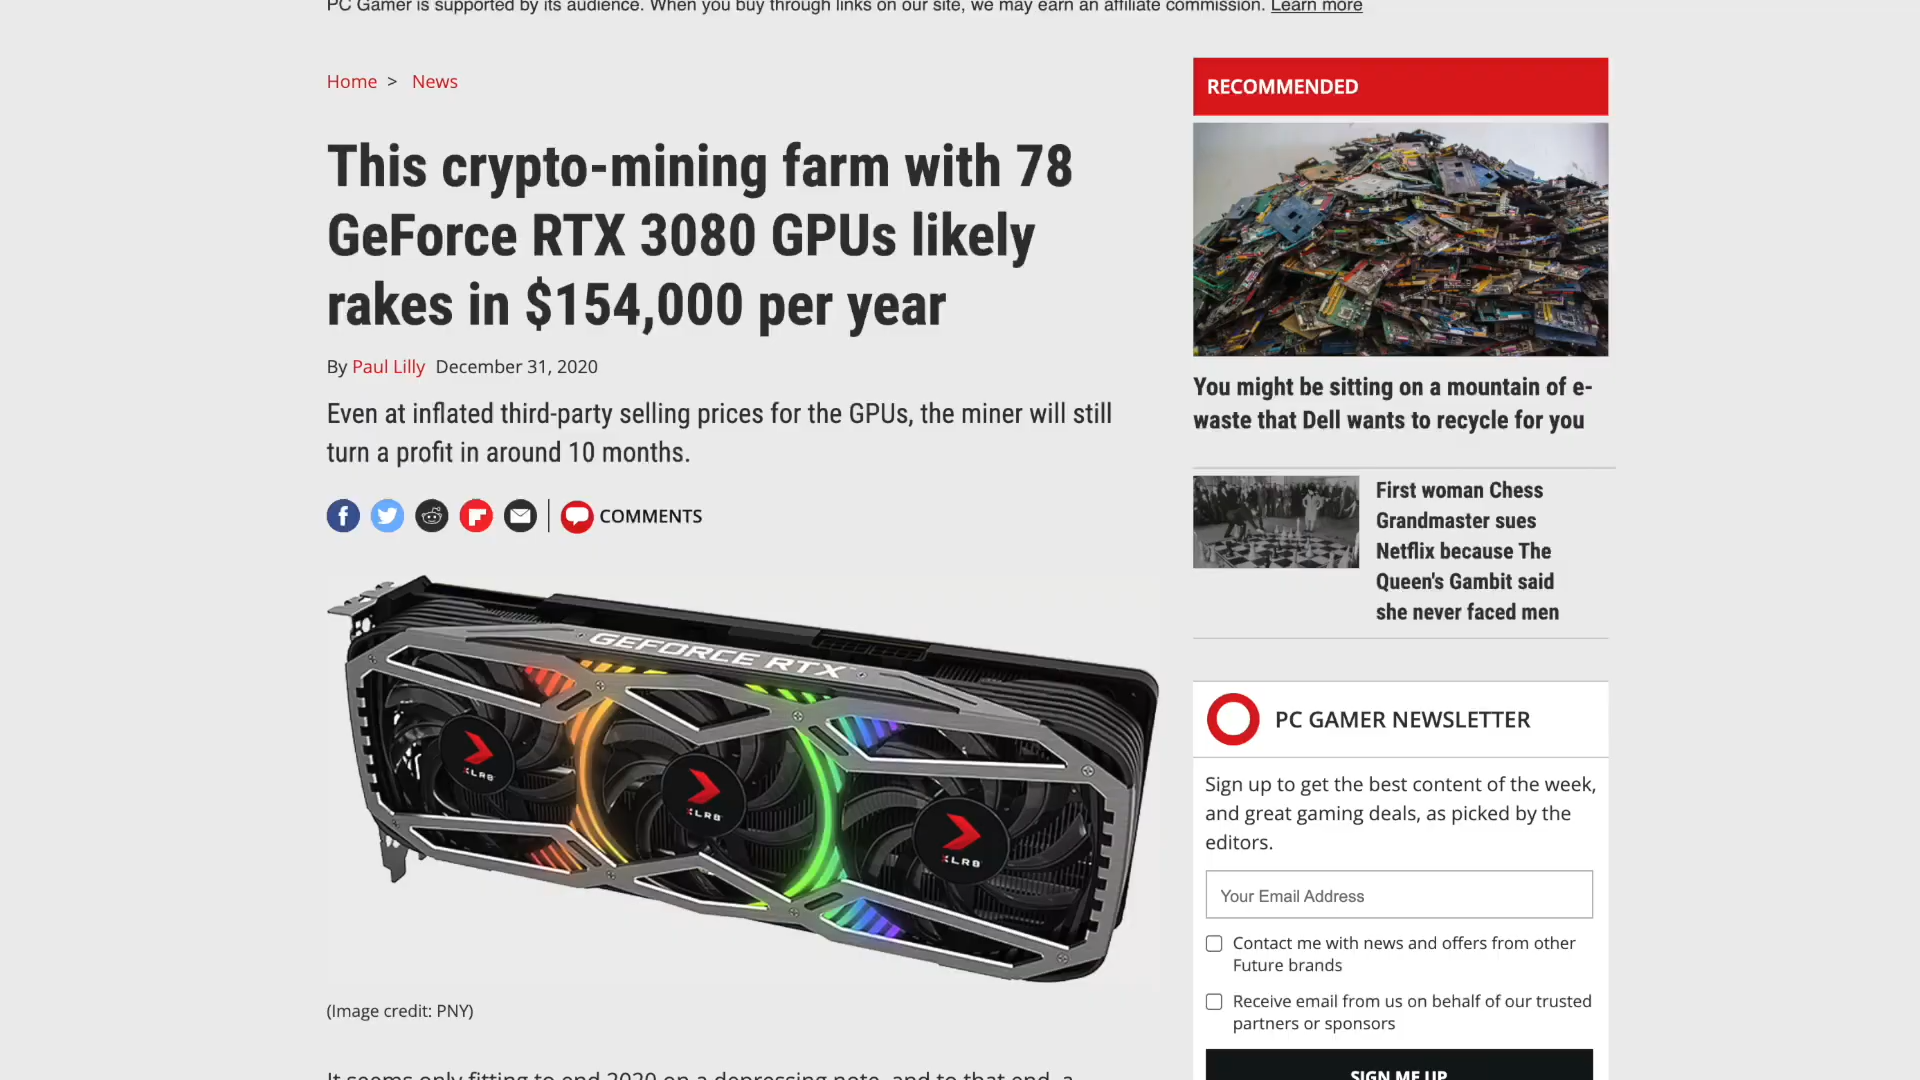 PC Gamer is supported by its audience. When you buy through links on our site, we may earn an affiliate commission. Learn more
Home > News
This crypto-mining farm with 78
GeForce RTX 3080 GPUs likely
rakes in $154,000 per year
By Paul Lilly December 31, 2020
Even at inflated third-party selling prices for the GPUs, the miner will still
turn a profit in around 10 months.
COMMENTS
GEFORCE RTX
XLR8
XLR8
XLR8
(Image credit: PNY)
It seems only fitting to end 2020 on a depressing note, and to that end, a
RECOMMENDED
You might be sitting on a mountain of e-
waste that Dell wants to recycle for you
First woman Chess
Grandmaster sues
Netflix because The
Queen's Gambit said
she never faced men
PC GAMER NEWSLETTER
Sign up to get the best content of the week,
and great gaming deals, as picked by the
editors.
Your Email Address
Contact me with news and offers from other
Future brands
Receive email from us on behalf of our trusted
partners or sponsors
SIGN ME UP